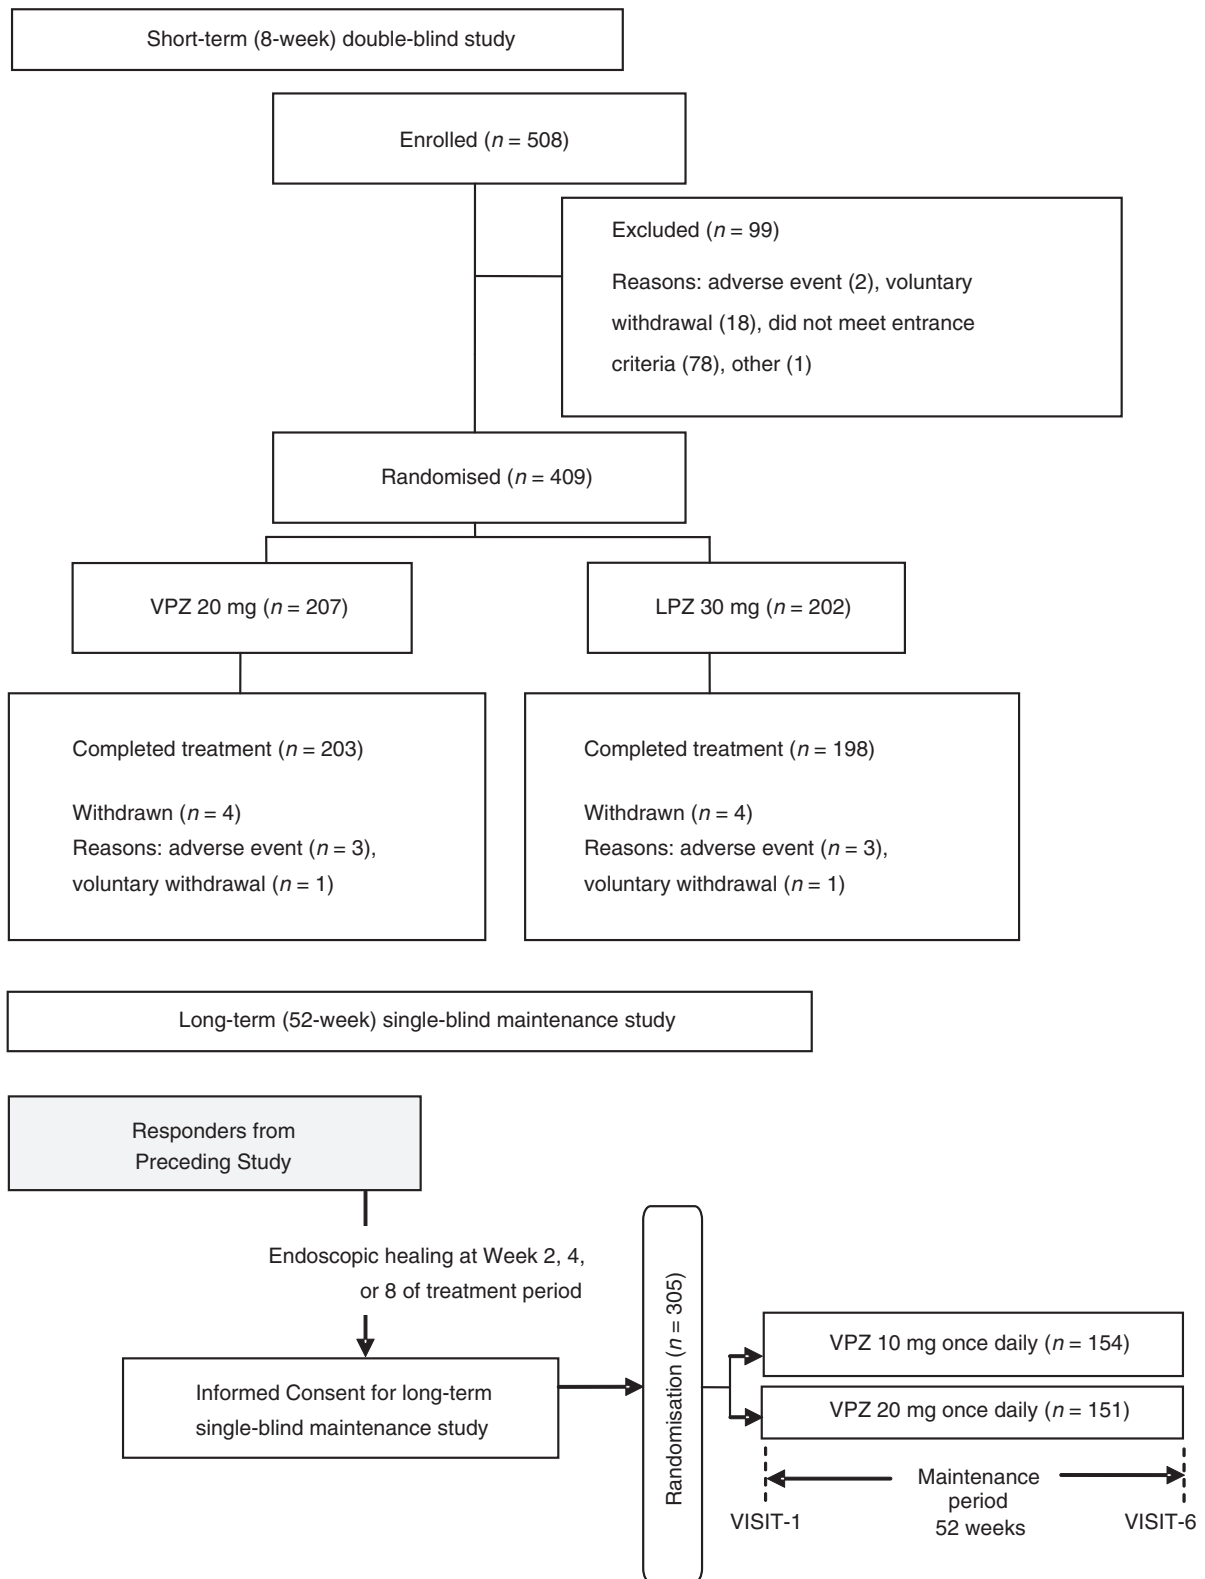 Short-term (8-week) double-blind study
Enrolled (n = 508)
Excluded (n = 99)
Reasons: adverse event (2), voluntary
withdrawal (18), did not meet entrance
criteria (78), other (1)
Randomised (n = 409)
VPZ 20 mg (n = 207)
LPZ 30 mg (n = 202)
Completed treatment (n = 203)
Withdrawn (n = 4)
Reasons: adverse event (n = 3),
voluntary withdrawal (n = 1)
Completed treatment (n = 198)
Withdrawn (n = 4)
Reasons: adverse event (n = 3),
voluntary withdrawal (n = 1)
Long-term (52-week) single-blind maintenance study
Responders from
Preceding Study
Endoscopic healing at Week 2, 4,
or 8 of treatment period
Informed Consent for long-term
single-blind maintenance study
Randomisation (n = 305)
VPZ 10 mg once daily (n = 154)
VPZ 20 mg once daily (n = 151)
Maintenance
period
52 weeks
VISIT-1
VISIT-6